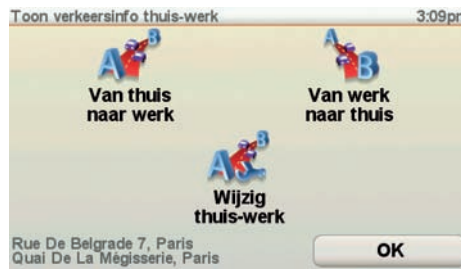 Toon verkeersinfo thuis-werk 3:09pm
A B
A B
Van thuis
naar werk
Van werk
naar thuis
A B
Wijzig
thuis-werk
Rue De Belgrade 7, Paris
Quai De La Mégisserie, Paris
OK